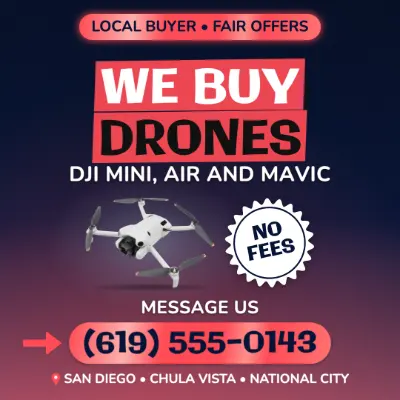 LOCAL BUYER • FAIR OFFERS
WE BUY
DRONES
DJI MINI, AIR AND MAVIC
NO
FEES
MESSAGE US
(619) 555-0143
SAN DIEGO • CHULA VISTA • NATIONAL CITY